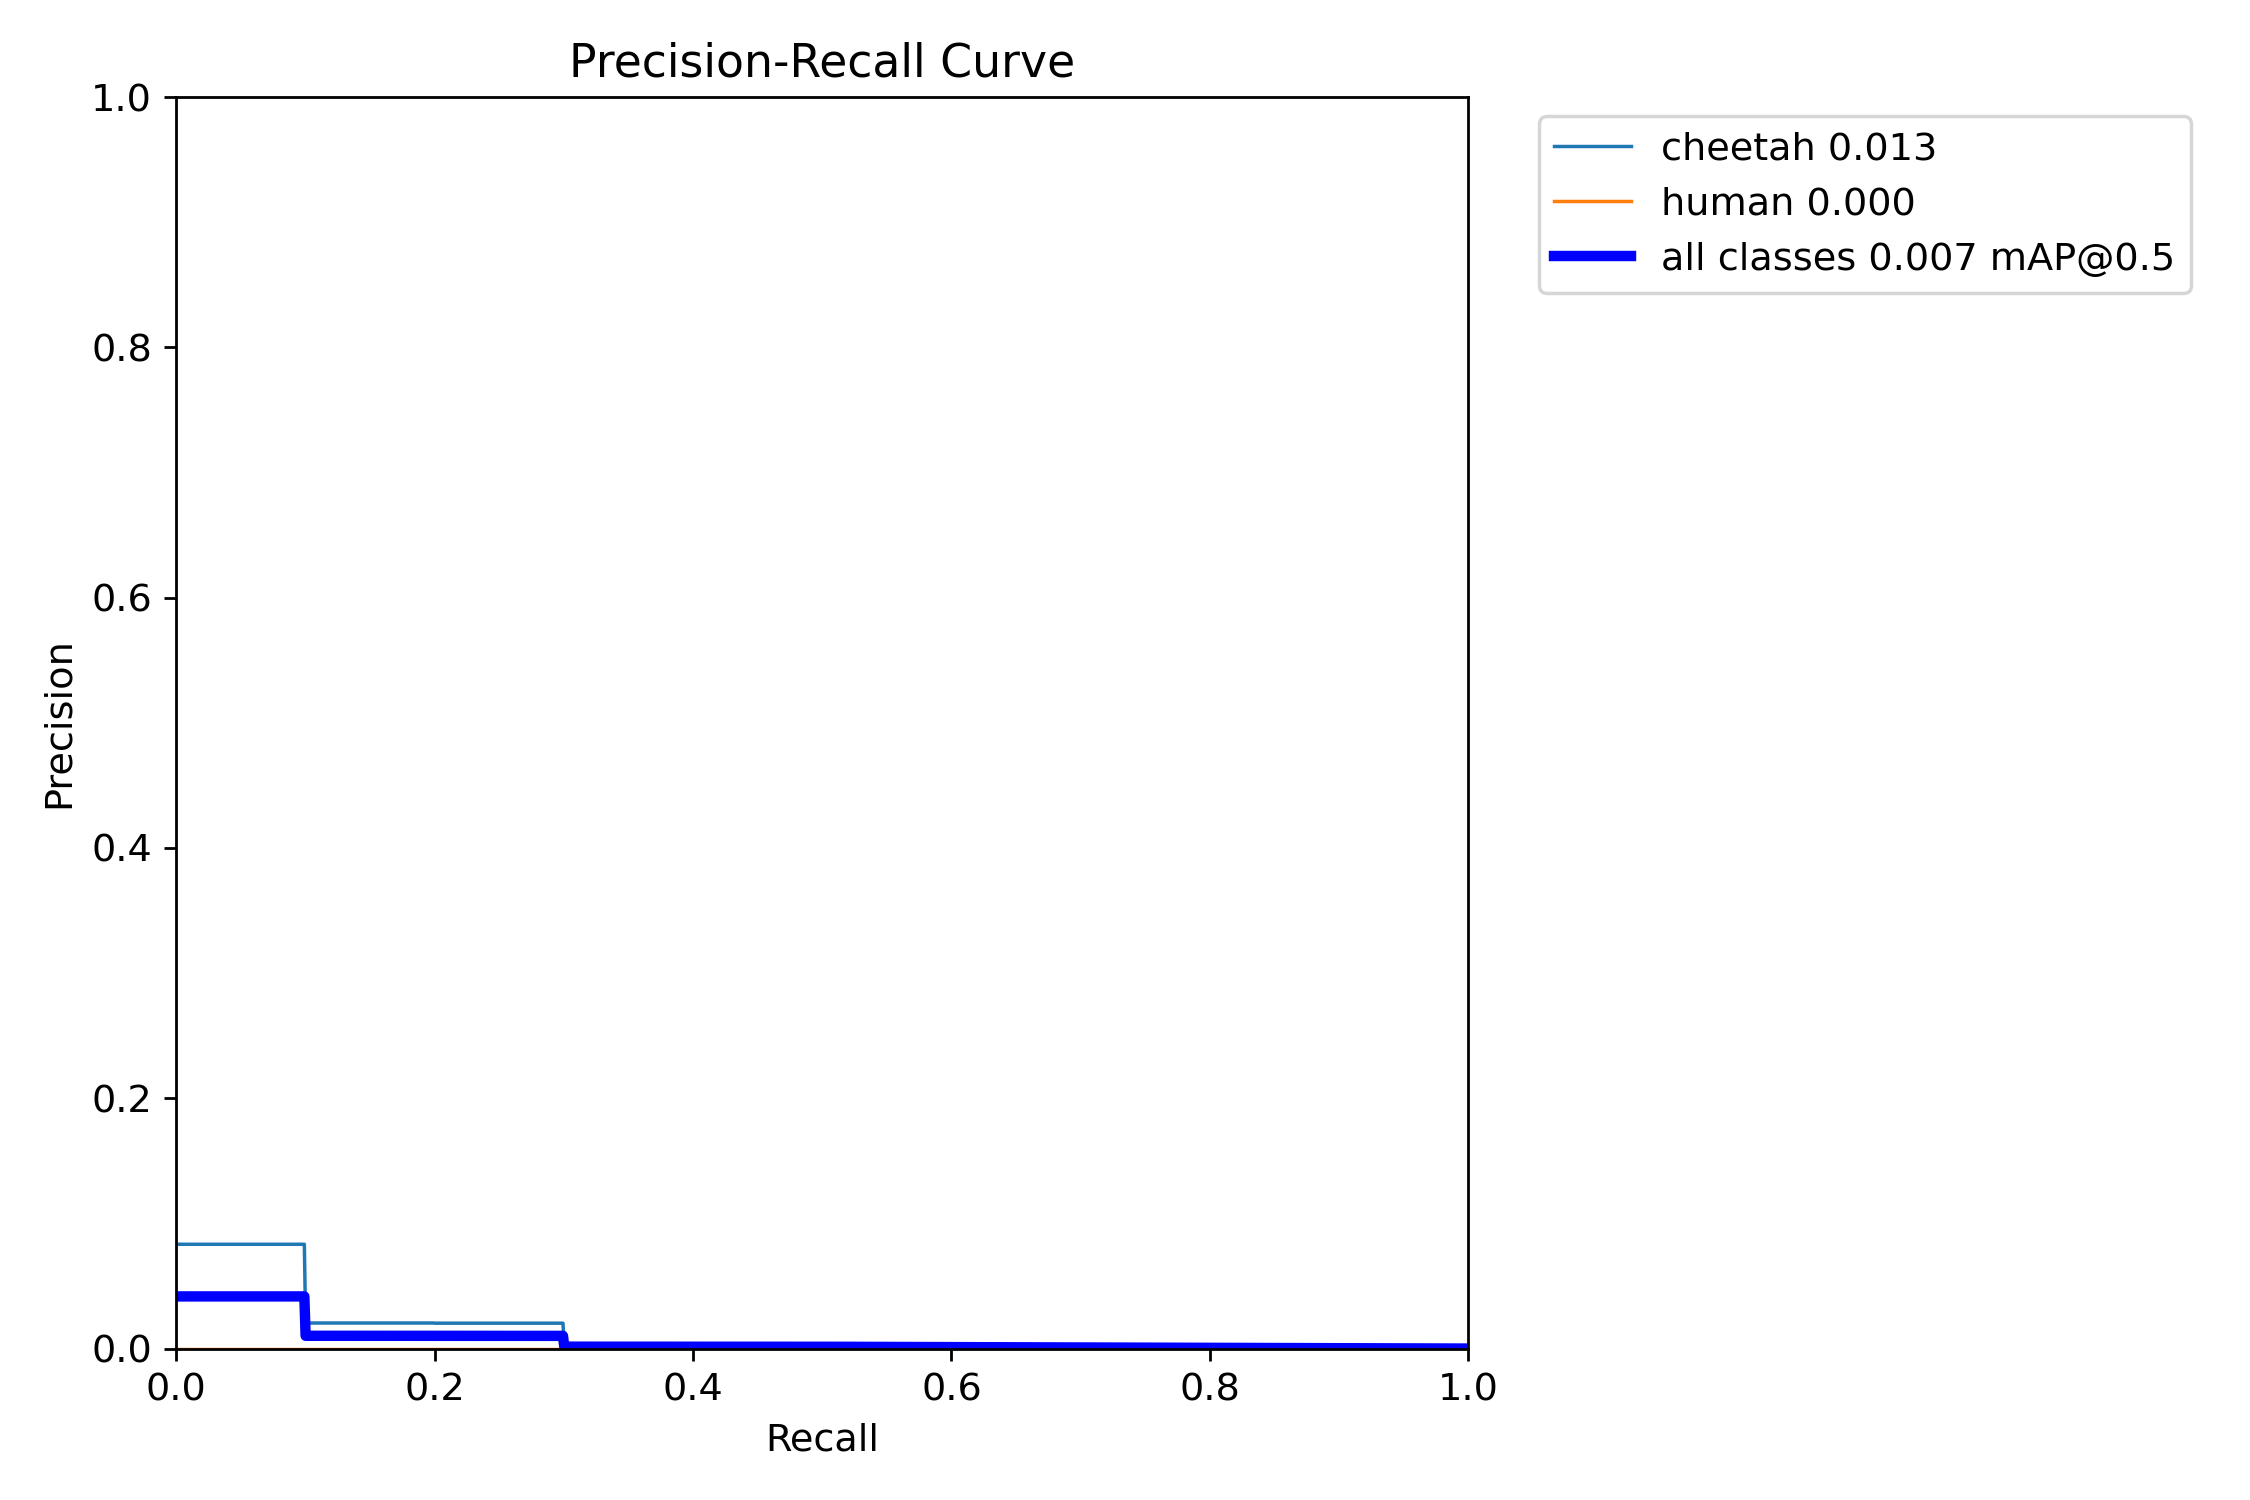 Precision-Recall Curve
1.0
0.8
0.6
0.4
0.2
0.0
Precision
0.0 0.2 0.4 0.6 0.8 1.0
Recall
cheetah 0.013
human 0.000
all classes 0.007 mAP@0.5